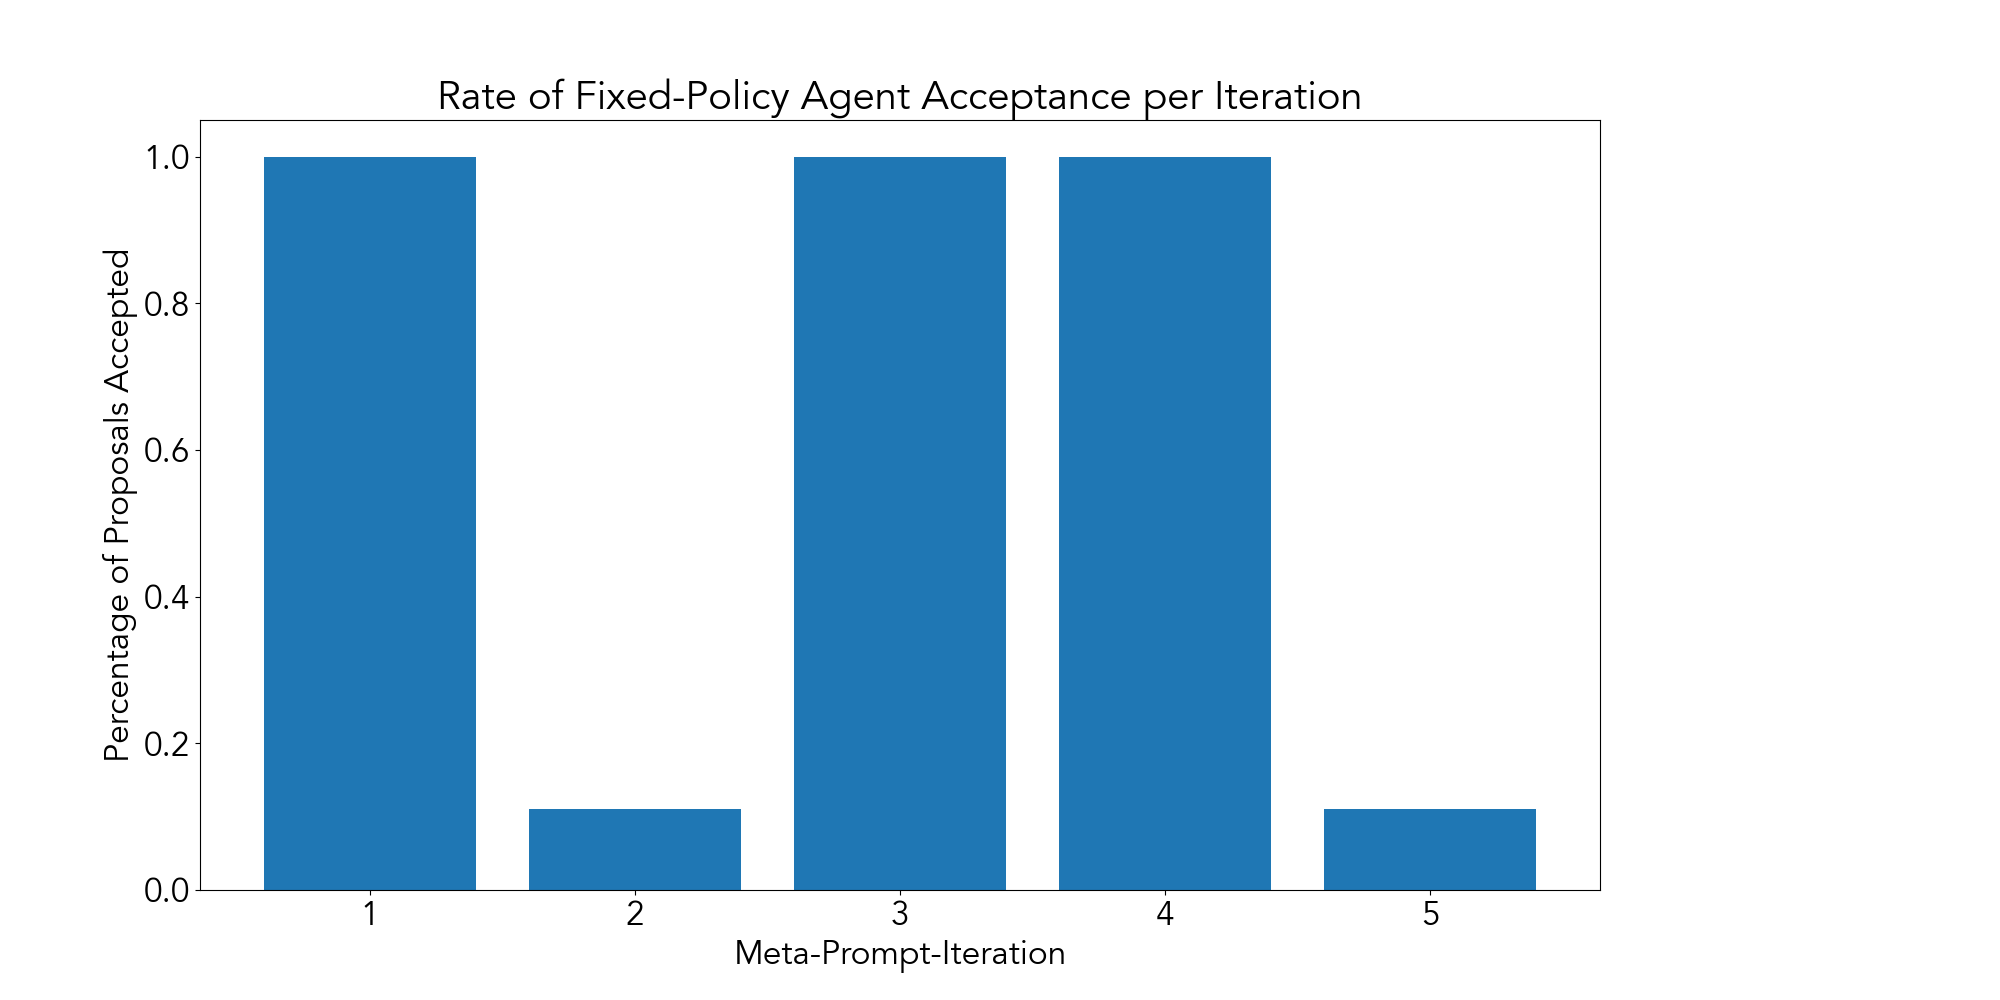 Rate of Fixed-Policy Agent Acceptance per Iteration
Percentage of Proposals Accepted
1.0
0.8
0.6
0.4
0.2
0.0
1 2 3 4 5
Meta-Prompt-Iteration